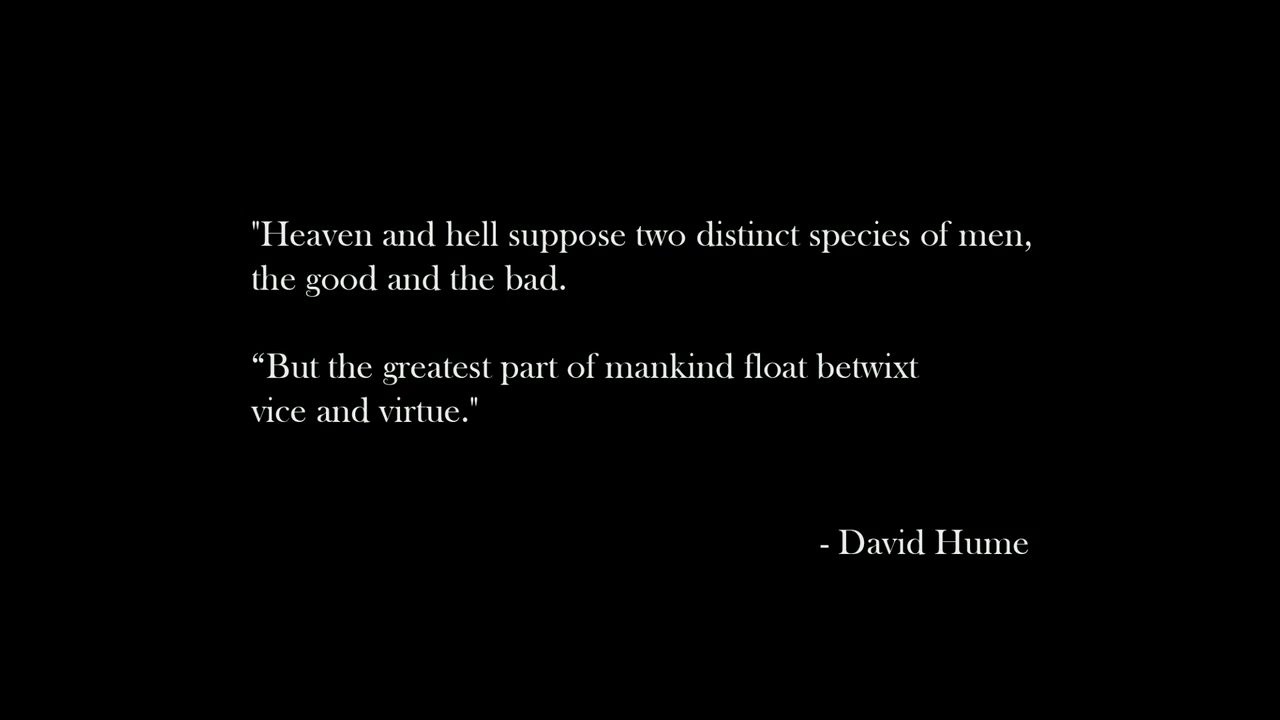 "Heaven and hell suppose two distinct species of men,
the good and the bad.
“But the greatest part of mankind float betwixt
vice and virtue."
- David Hume